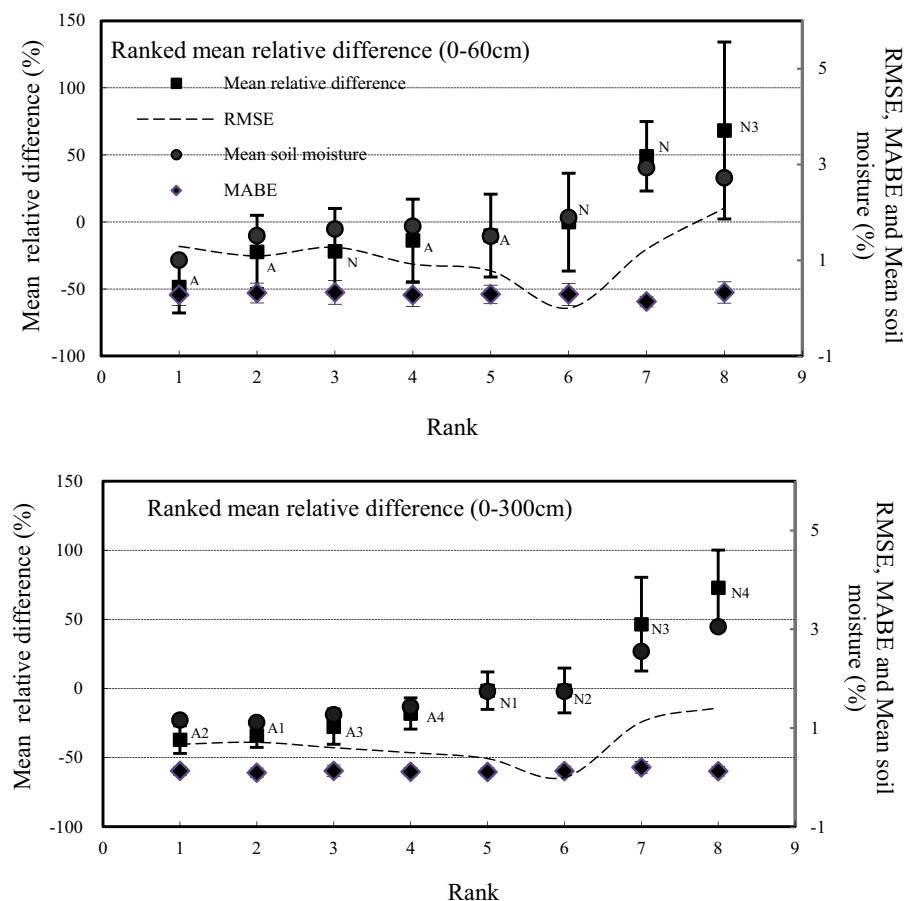 Ranked mean relative difference (0-60cm)
Mean relative difference
RMSE
Mean soil moisture
MABE
Mean relative difference (%)
150
100
50
0
-50
-100
A
A
N
A
A
N
N
N3
5
3
1
-1
RMSE, MABE and Mean soil
moisture (%)
0 1 2 3 4 5 6 7 8 9
Rank
Ranked mean relative difference (0-300cm)
Mean relative difference (%)
150
100
50
0
-50
-100
A2
A1
A3
A4
N1
N2
N3
N4
5
3
1
-1
RMSE, MABE and Mean soil
moisture (%)
0 1 2 3 4 5 6 7 8 9
Rank